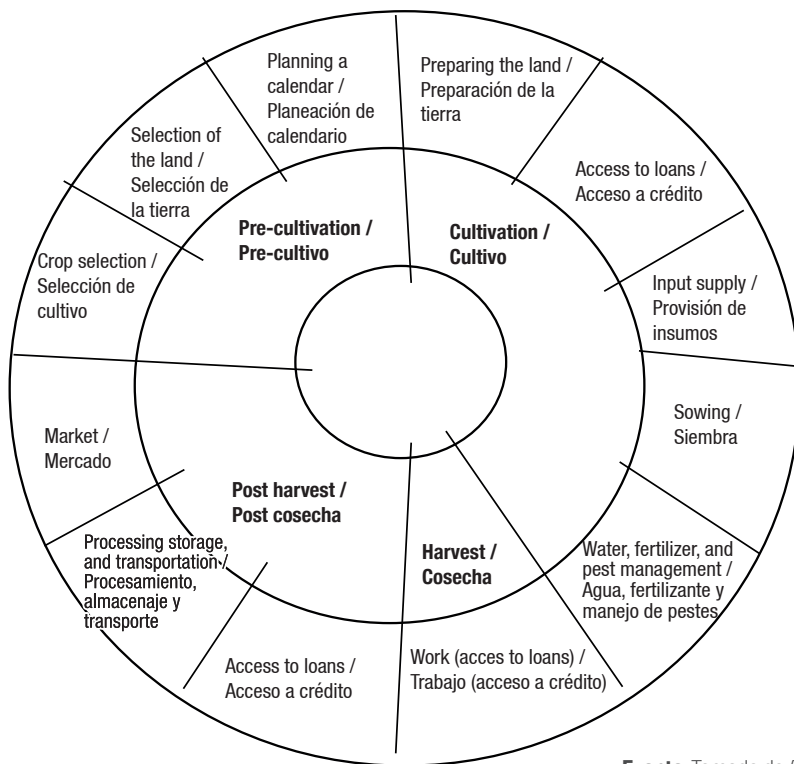 Planning a
calendar /
Planeación de
calendario
Preparing the land /
Preparación de la
tierra
Selection of
the land /
Selección de
la tierra
Access to loans /
Acceso a crédito
Pre-cultivation /
Pre-cultivo
Cultivation /
Cultivo
Crop selection /
Selección de
cultivo
Input supply /
Provisión de
insumos
Market /
Mercado
Sowing /
Siembra
Post harvest /
Post cosecha
Harvest /
Cosecha
Processing storage,
and transportation /
Procesamiento,
almacenaje y
transporte
Water, fertilizer, and
pest management /
Agua, fertilizante y
manejo de pestes
Access to loans /
Acceso a crédito
Work (acces to loans) /
Trabajo (acceso a crédito)